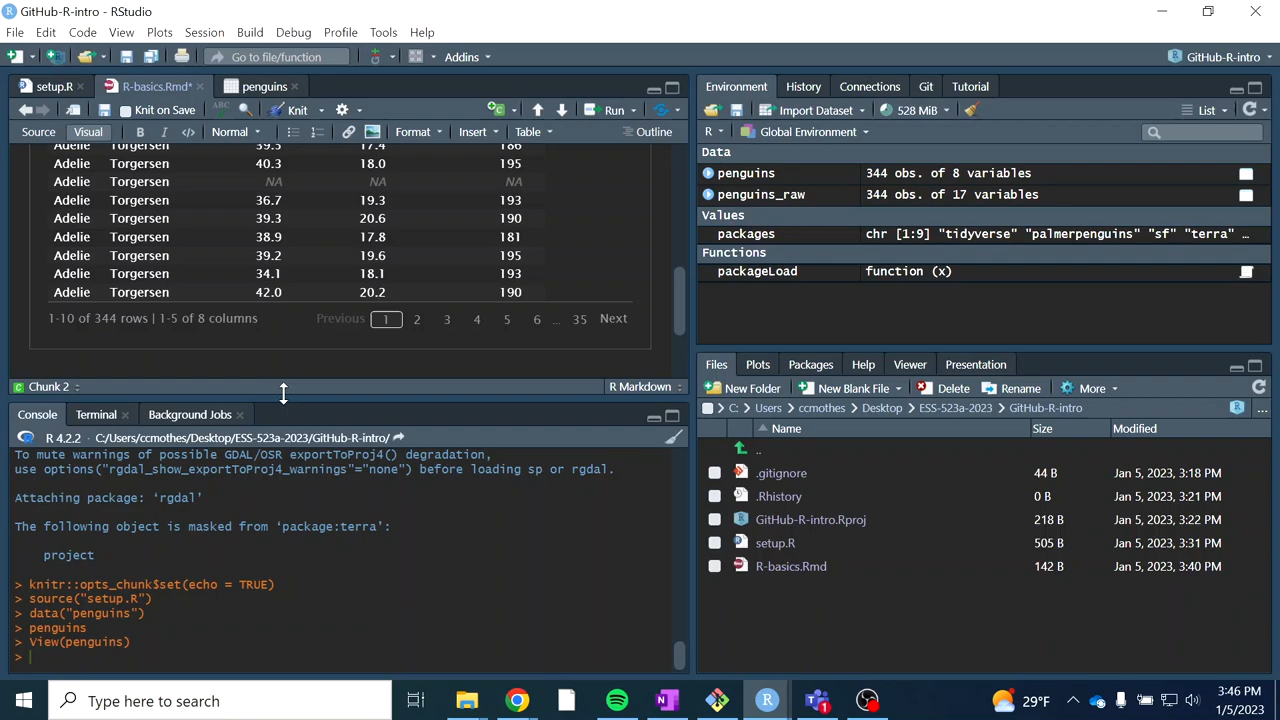 GitHub-R-intro - RStudio
File Edit Code View Plots Session Build Debug Profile Tools Help
Go to file/function Addins GitHub-R-intro
setup.R R-basics.Rmd* penguins
Knit on Save ABC Knit Run
Source Visual B I Normal Format Insert Table Outline
Adelie Torgersen 39.5 17.4 186
Adelie Torgersen 40.3 18.0 195
Adelie Torgersen NA NA NA
Adelie Torgersen 36.7 19.3 193
Adelie Torgersen 39.3 20.6 190
Adelie Torgersen 38.9 17.8 181
Adelie Torgersen 39.2 19.6 195
Adelie Torgersen 34.1 18.1 193
Adelie Torgersen 42.0 20.2 190
1-10 of 344 rows | 1-5 of 8 columns Previous 1 2 3 4 5 6 ... 35 Next
Chunk 2 R Markdown
Console Terminal Background Jobs
R 4.2.2 · C:/Users/ccmothes/Desktop/ESS-523a-2023/GitHub-R-intro/
To mute warnings of possible GDAL/OSR exportToProj4() degradation,
use options("rgdal_show_exportToProj4_warnings"="none") before loading sp or rgdal.
Attaching package: ‘rgdal’
The following object is masked from ‘package:terra’:
project
> knitr::opts_chunk$set(echo = TRUE)
> source("setup.R")
> data("penguins")
> penguins
> View(penguins)
>
Environment History Connections Git Tutorial
Import Dataset 528 MiB List
R Global Environment
Data
penguins 344 obs. of 8 variables
penguins_raw 344 obs. of 17 variables
Values
packages chr [1:9] "tidyverse" "palmerpenguins" "sf" "terra" …
Functions
packageLoad function (x)
Files Plots Packages Help Viewer Presentation
New Folder New Blank File Delete Rename More
C: Users ccmothes Desktop ESS-523a-2023 GitHub-R-intro ...
Name Size Modified
..
.gitignore 44 B Jan 5, 2023, 3:18 PM
.Rhistory 0 B Jan 5, 2023, 3:21 PM
GitHub-R-intro.Rproj 218 B Jan 5, 2023, 3:22 PM
setup.R 505 B Jan 5, 2023, 3:31 PM
R-basics.Rmd 142 B Jan 5, 2023, 3:40 PM
Type here to search 29°F 3:46 PM
1/5/2023